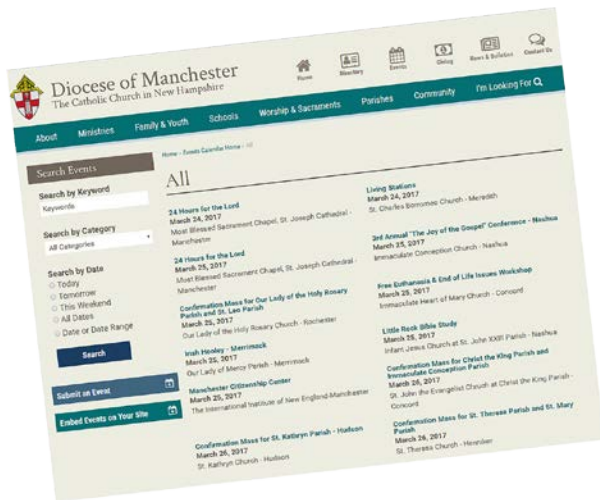 Diocese of Manchester
The Catholic Church in New Hampshire
Home
Directory
Events
Giving
News & Bulletins
Contact Us
About
Ministries
Family & Youth
Schools
Worship & Sacraments
Parishes
Community
I'm Looking For
Home - Events Calendar Home - All
Search Events
Search by Keyword
Keywords
Search by Category
All Categories
Search by Date
Today
Tomorrow
This Weekend
All Dates
Date or Date Range
Search
Submit an Event
Embed Events on Your Site
All
24 Hours for the Lord
March 24, 2017
Most Blessed Sacrament Chapel, St. Joseph Cathedral -
Manchester
24 Hours for the Lord
March 25, 2017
Most Blessed Sacrament Chapel, St. Joseph Cathedral -
Manchester
Confirmation Mass for Our Lady of the Holy Rosary
Parish and St. Leo Parish
March 25, 2017
Our Lady of the Holy Rosary Church - Rochester
Irish Hooley - Merrimack
March 25, 2017
Our Lady of Mercy Parish - Merrimack
Manchester Citizenship Center
March 25, 2017
The International Institute of New England-Manchester
Confirmation Mass for St. Kathryn Parish - Hudson
March 26, 2017
St. Kathryn Church - Hudson
Living Stations
March 24, 2017
St. Charles Borromeo Church - Meredith
3rd Annual "The Joy of the Gospel" Conference - Nashua
March 25, 2017
Immaculate Conception Church - Nashua
Free Euthanasia & End of Life Issues Workshop
March 25, 2017
Immaculate Heart of Mary Church - Concord
Little Rock Bible Study
March 25, 2017
Infant Jesus Church at St. John XXIII Parish - Nashua
Confirmation Mass for Christ the King Parish and
Immaculate Conception Parish
March 26, 2017
St. John the Evangelist Church at Christ the King Parish -
Concord
Confirmation Mass for St. Theresa Parish and St. Mary
Parish
March 26, 2017
St. Theresa Church - Henniker